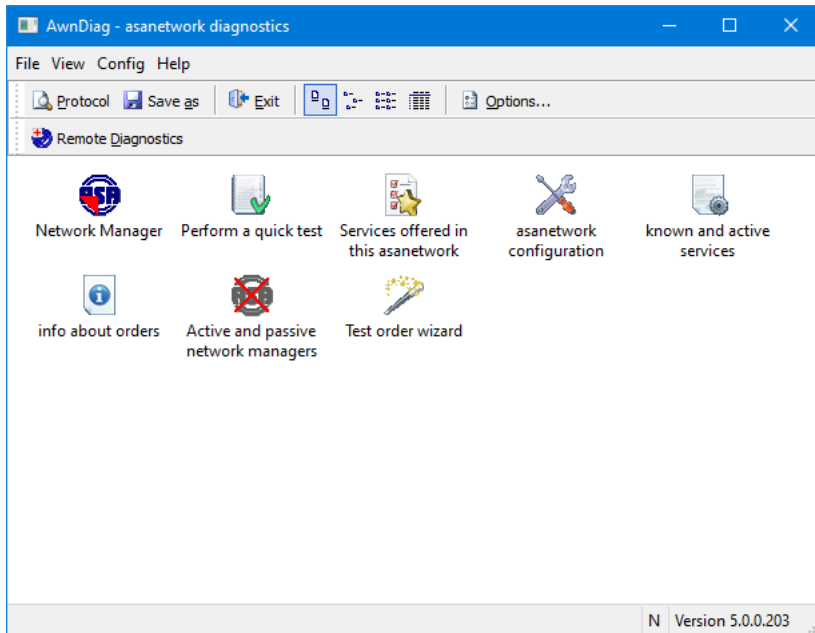 AwnDiag - asanetwork diagnostics
File View Config Help
Protocol Save as Exit Options...
Remote Diagnostics
ASA
Network Manager Perform a quick test Services offered in this asanetwork asanetwork configuration known and active services
info about orders Active and passive network managers Test order wizard
N Version 5.0.0.203